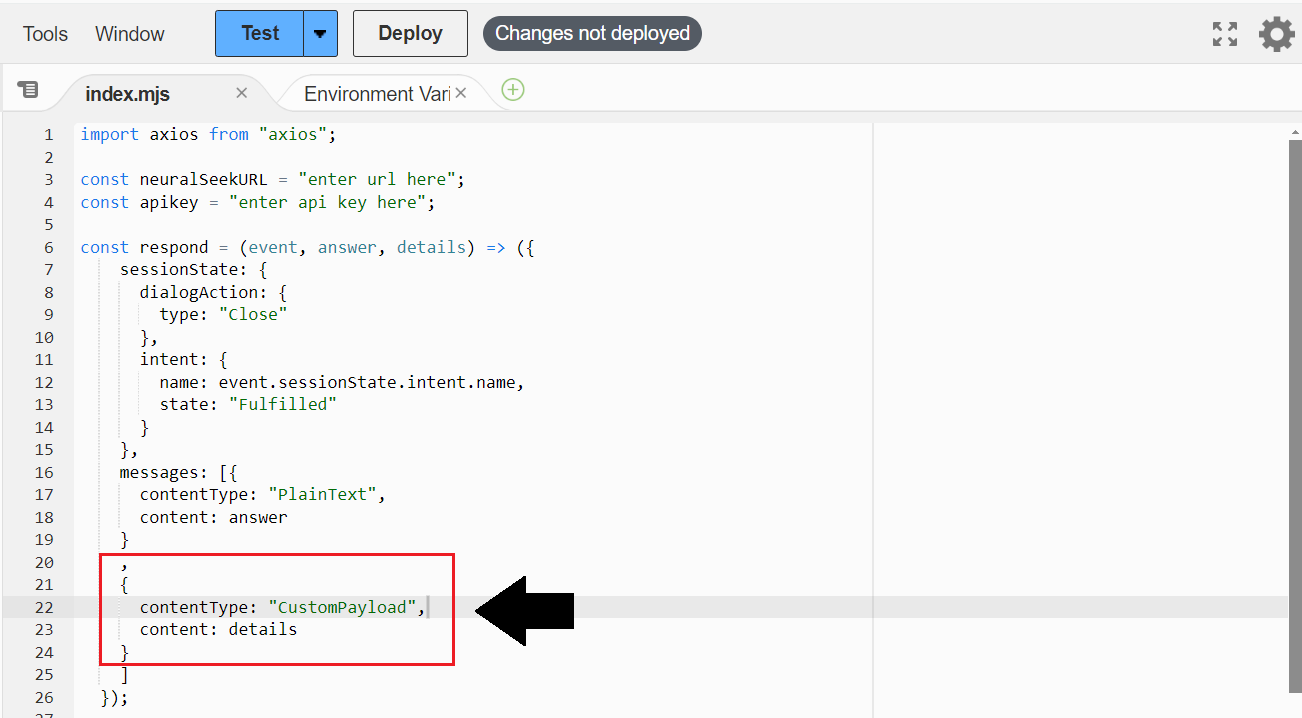 Tools Window Test Deploy Changes not deployed
index.mjs Environment Vari
1 import axios from "axios";
2
3 const neuralSeekURL = "enter url here";
4 const apikey = "enter api key here";
5
6 const respond = (event, answer, details) => ({
7 sessionState: {
8 dialogAction: {
9 type: "Close"
10 },
11 intent: {
12 name: event.sessionState.intent.name,
13 state: "Fulfilled"
14 }
15 },
16 messages: [{
17 contentType: "PlainText",
18 content: answer
19 }
20 ,
21 {
22 contentType: "CustomPayload",
23 content: details
24 }
25 ]
26 });